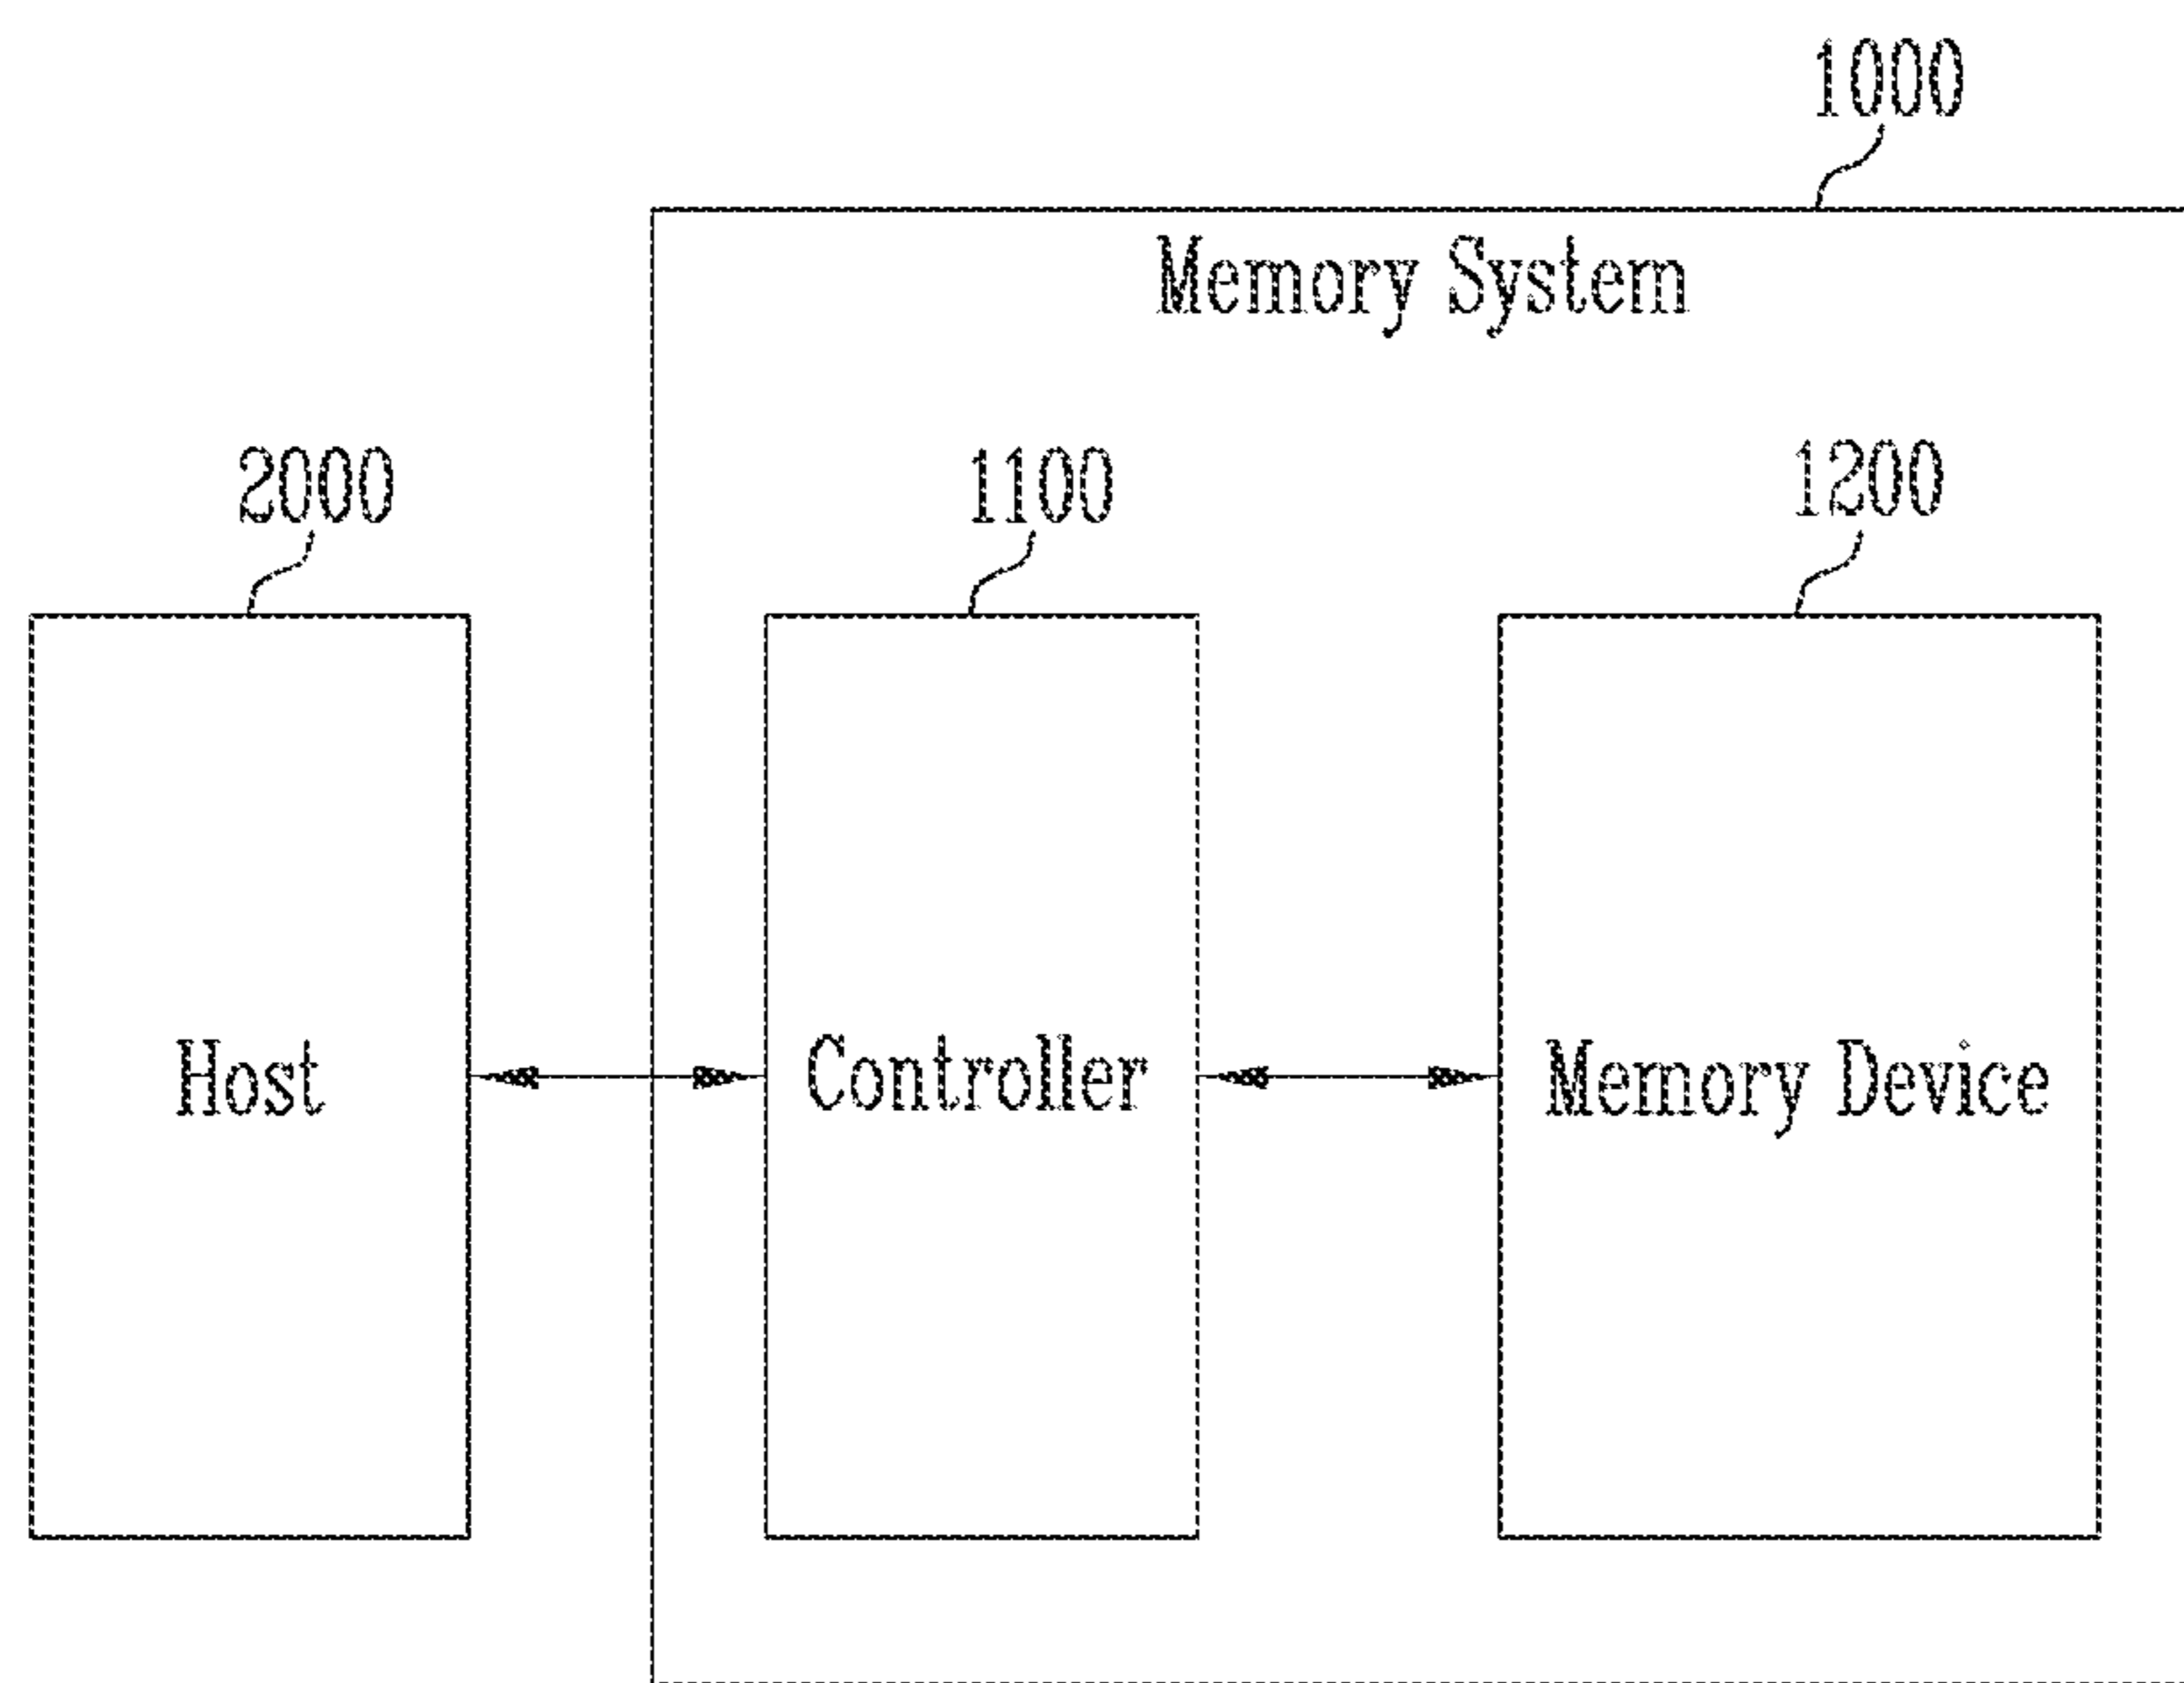 1000
Memory System
2000
1100
1200
Host
Controller
Memory Device